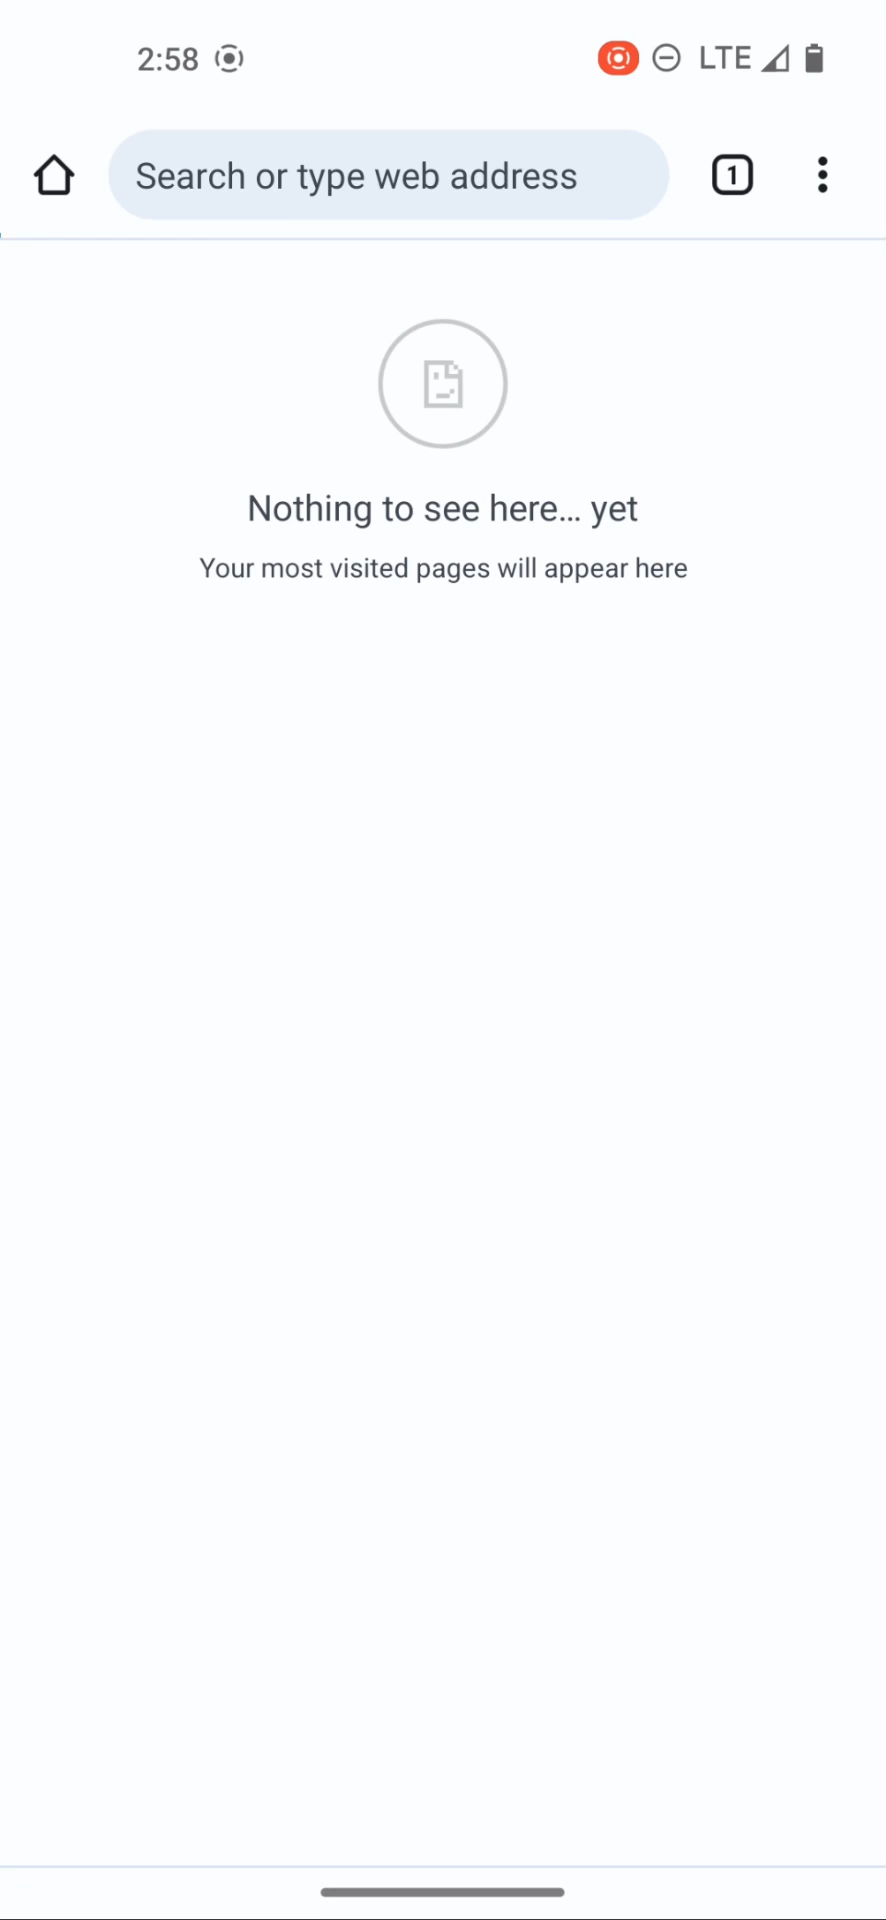 2:58 LTE
Search or type web address 1
Nothing to see here... yet
Your most visited pages will appear here